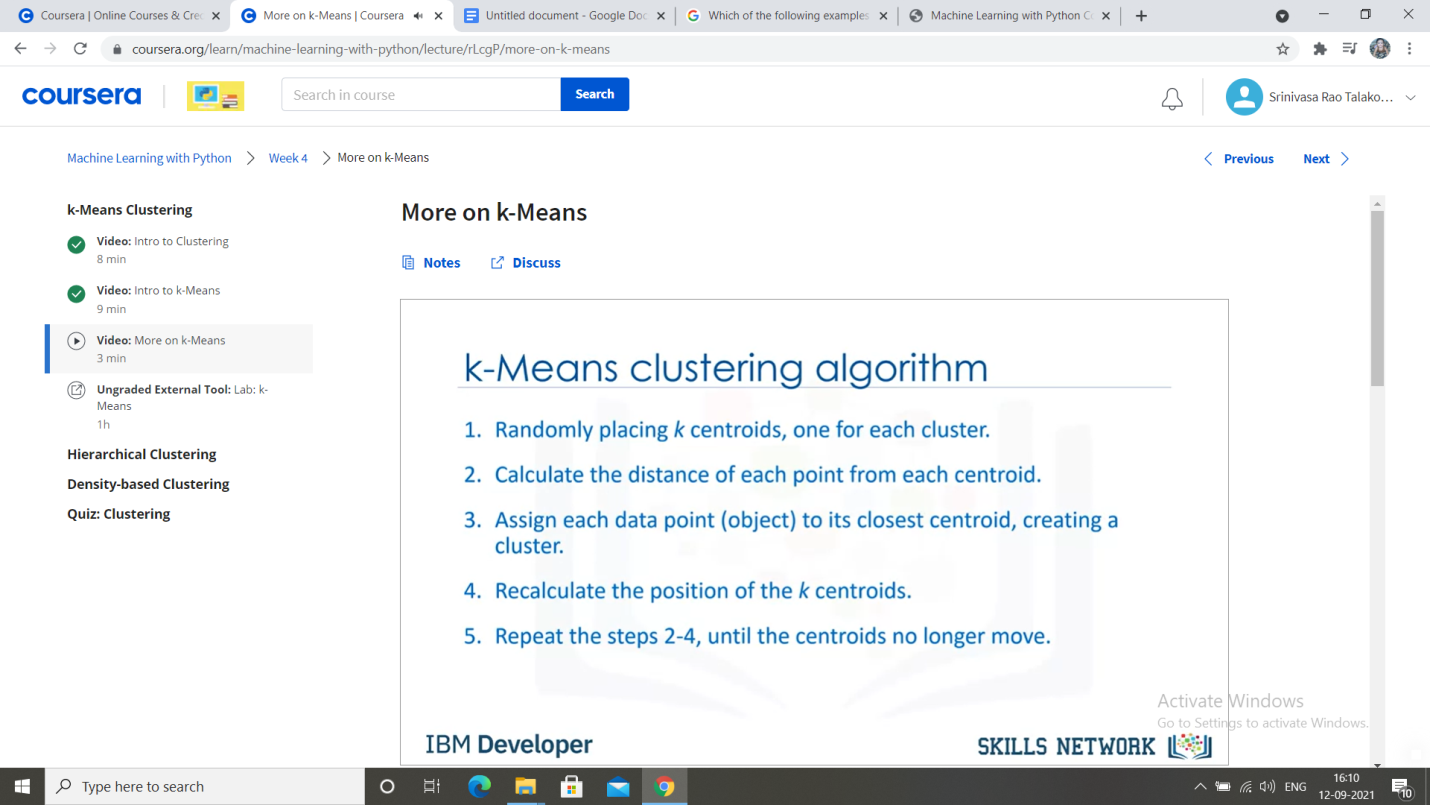 Coursera | Online Courses & Cre
More on k-Means | Coursera
Untitled document - Google Doc
Which of the following examples
Machine Learning with Python C
coursera.org/learn/machine-learning-with-python/lecture/rLcgP/more-on-k-means
coursera
Search in course
Search
Srinivasa Rao Talako...
Machine Learning with Python
Week 4
More on k-Means
Previous
Next
k-Means Clustering
Video: Intro to Clustering
8 min
Video: Intro to k-Means
9 min
Video: More on k-Means
3 min
Ungraded External Tool: Lab: k-
Means
1h
Hierarchical Clustering
Density-based Clustering
Quiz: Clustering
More on k-Means
Notes
Discuss
k-Means clustering algorithm
1. Randomly placing k centroids, one for each cluster.
2. Calculate the distance of each point from each centroid.
3. Assign each data point (object) to its closest centroid, creating a
cluster.
4. Recalculate the position of the k centroids.
5. Repeat the steps 2-4, until the centroids no longer move.
IBM Developer
SKILLS NETWORK
Activate Windows
Go to Settings to activate Windows.
Type here to search
ENG
16:10
12-09-2021
10